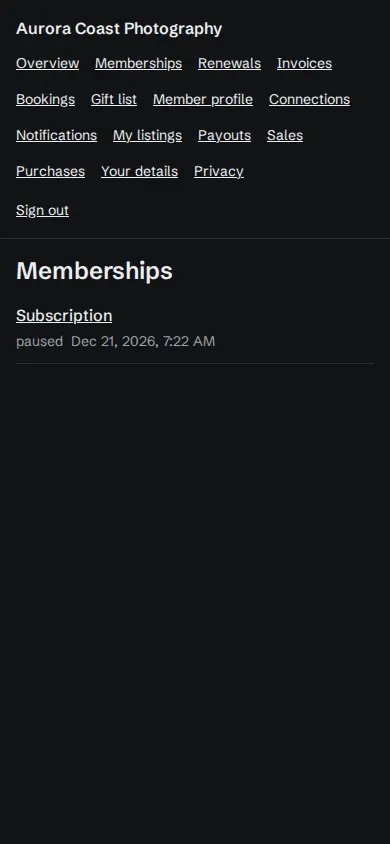 Aurora Coast Photography
Overview Memberships Renewals Invoices
Bookings Gift list Member profile Connections
Notifications My listings Payouts Sales
Purchases Your details Privacy
Sign out
Memberships
Subscription
paused Dec 21, 2026, 7:22 AM